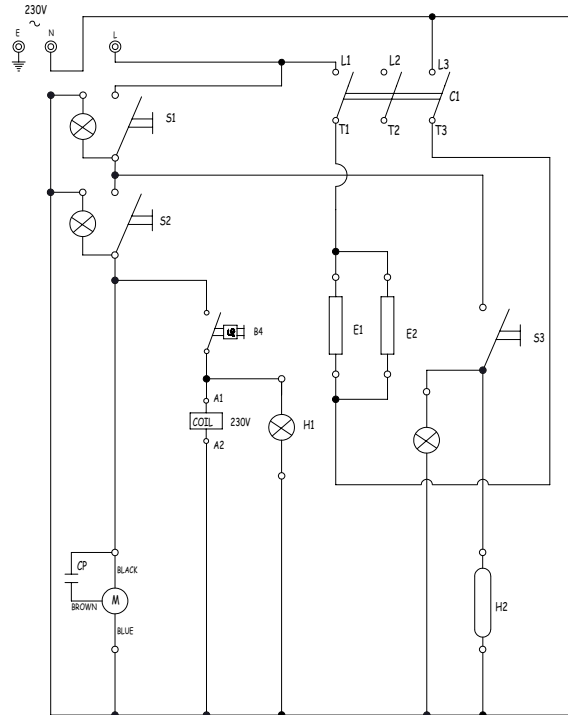 230V
~
E
N
L
L1
L2
L3
C1
S1
T1
T2
T3
S2
B4
E1
E2
S3
A1
COIL
230V
A2
H1
CP
BLACK
M
BROWN
BLUE
H2